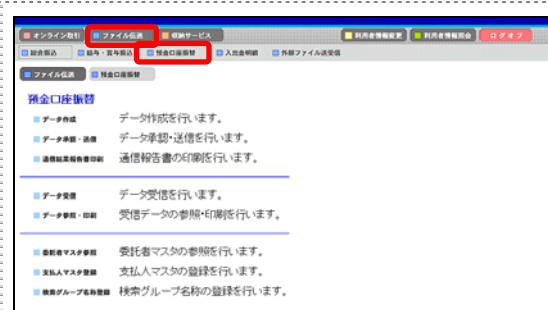 オンライン取引 ファイル伝送 収納サービス 利用者情報変更 利用者情報照会 ログオフ
総合振込 給与・賞与振込 預金口座振替 入出金明細 外部ファイル送受信
ファイル伝送 預金口座振替
預金口座振替
データ作成 データ作成を行います。
データ承認・送信 データ承認・送信を行います。
通信結果報告書印刷 通信報告書の印刷を行います。
データ受信 データ受信を行います。
データ参照・印刷 受信データの参照・印刷を行います。
委託者マスタ参照 委託者マスタの参照を行います。
支払人マスタ登録 支払人マスタの登録を行います。
検索グループ名称登録 検索グループ名称の登録を行います。